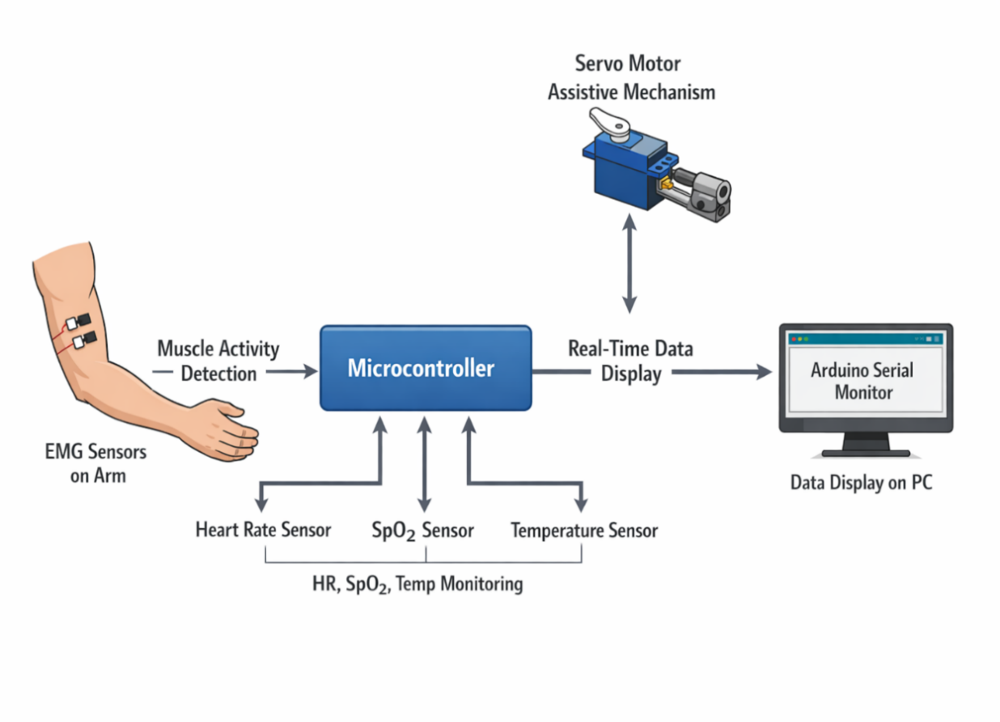 Servo Motor
Assistive Mechanism
Muscle Activity
Detection
Microcontroller
Real-Time Data
Display
Arduino Serial
Monitor
EMG Sensors
on Arm
Data Display on PC
Heart Rate Sensor
SpO₂ Sensor
Temperature Sensor
HR, SpO₂, Temp Monitoring